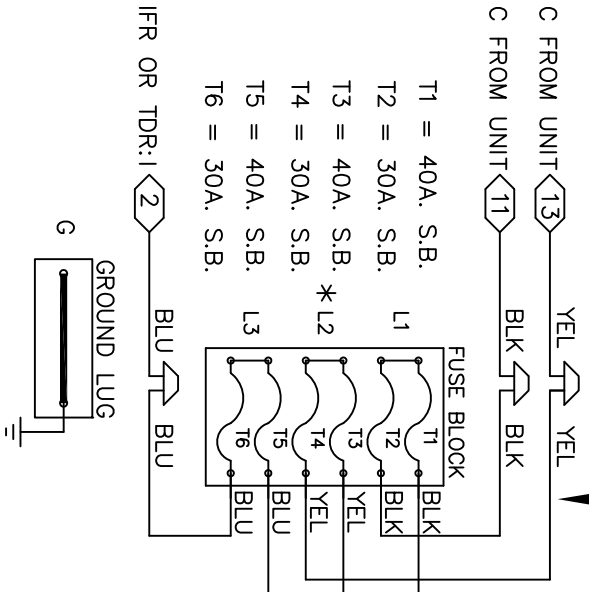 C FROM UNIT 13 YEL YEL
C FROM UNIT 11 BLK BLK
T1 = 40A. S.B.
T2 = 30A. S.B.
T3 = 40A. S.B.
T4 = 30A. S.B.
T5 = 40A. S.B.
T6 = 30A. S.B.
* L1
L2
L3
FUSE BLOCK
T1 BLK
T2 BLK
T3 YEL
T4 YEL
T5 BLU
T6 BLU
IFR OR TDR:I 2 BLU BLU
GROUND LUG
G